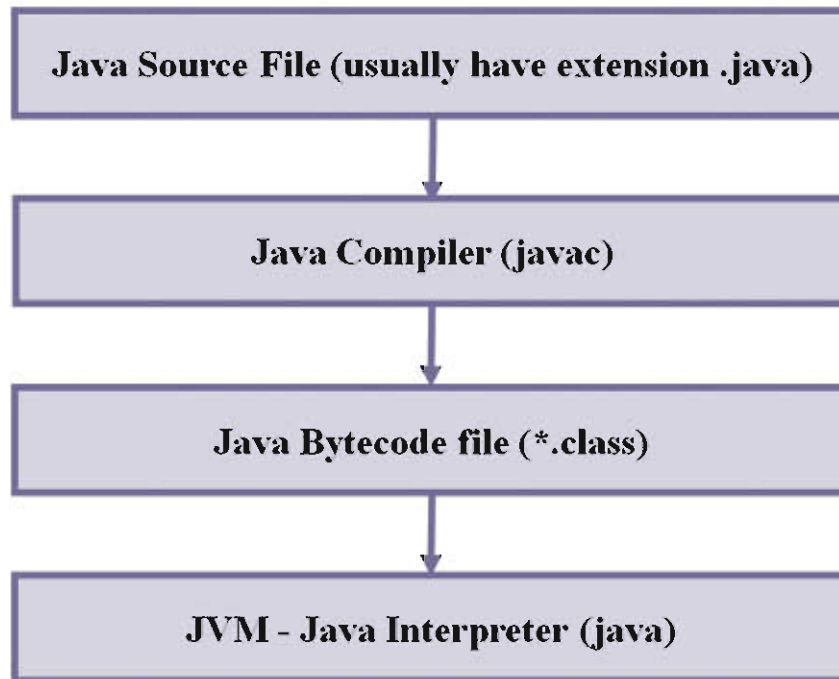 Java Source File (usually have extension .java)
Java Compiler (javac)
Java Bytecode file (*.class)
JVM - Java Interpreter (java)